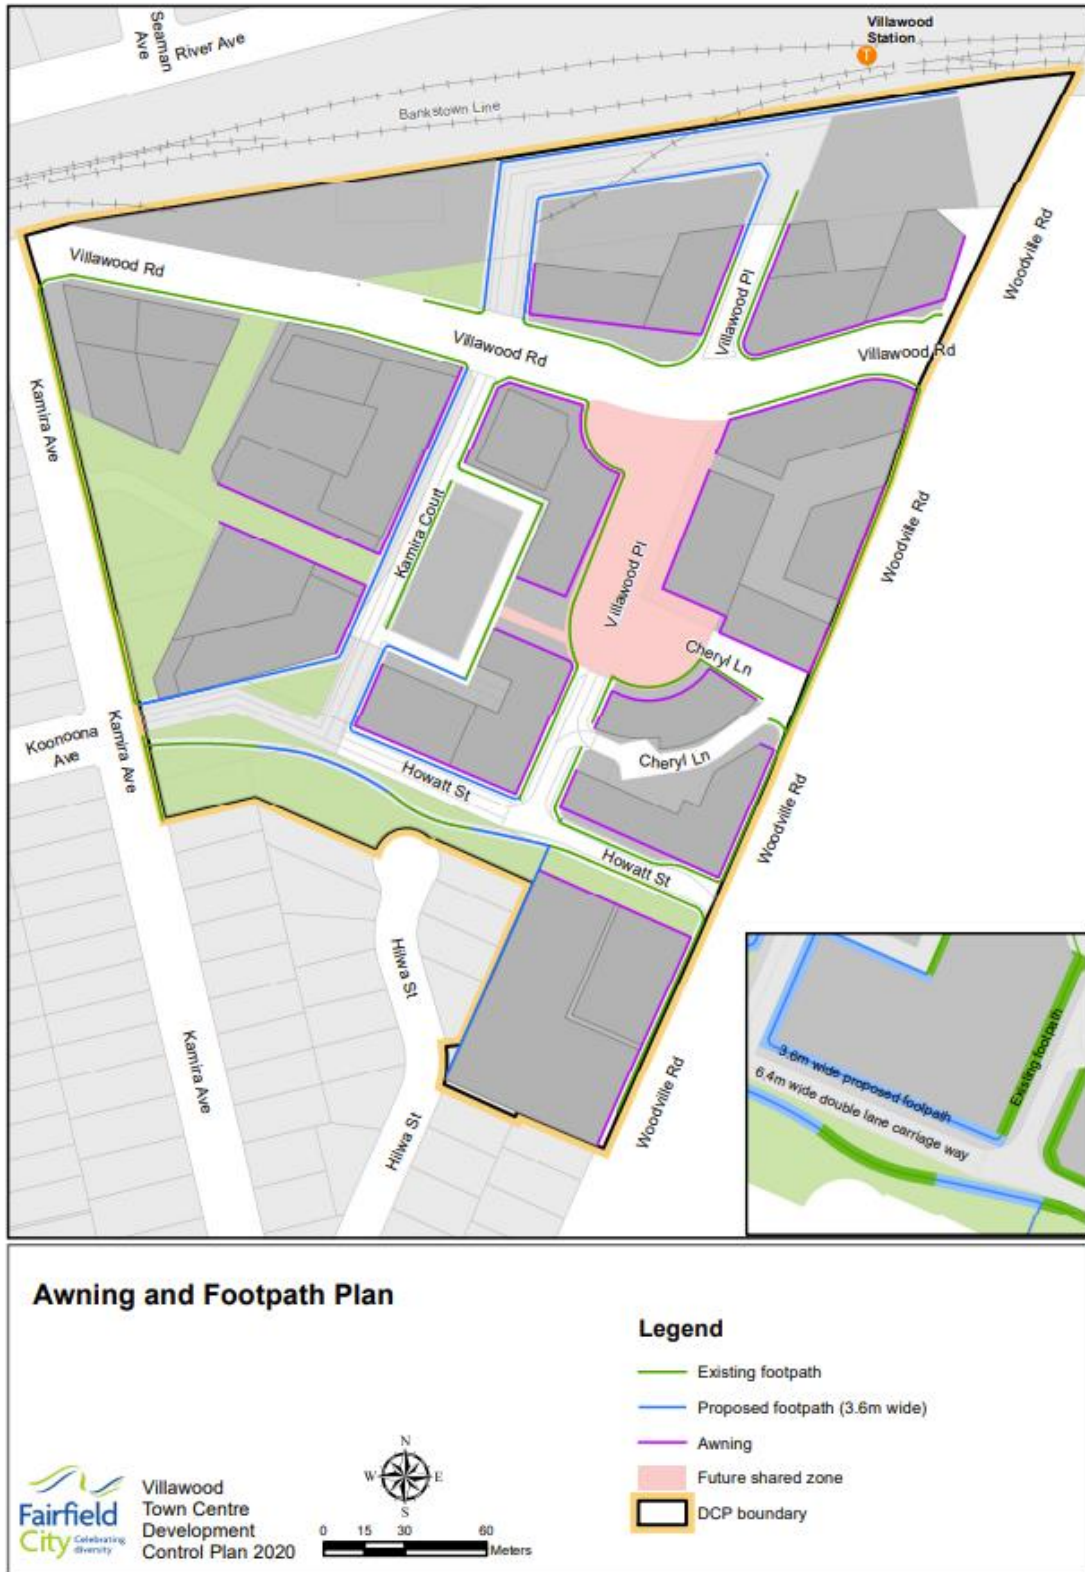 Villawood
Station
T
Seaman
Ave
River Ave
Bankstown Line
Woodville Rd
Villawood Rd
Villawood Pl
Villawood Rd
Villawood Rd
Kamira Ave
Kamira Court
Woodville Rd
Villawood Pl
Cheryl Ln
Koonoona
Ave
Kamira Ave
Cheryl Ln
Howatt St
Woodville Rd
Howatt St
Hilwa St
Kamira Ave
Woodville Rd
Hilwa St
Existing footpath
3.6m wide proposed footpath
6.4m wide double lane carriage way
Awning and Footpath Plan
Legend
Existing footpath
Proposed footpath (3.6m wide)
Awning
Future shared zone
DCP boundary
Fairfield
City Celebrating
diversity
Villawood
Town Centre
Development
Control Plan 2020
N
W E
S
0 15 30 60
Meters